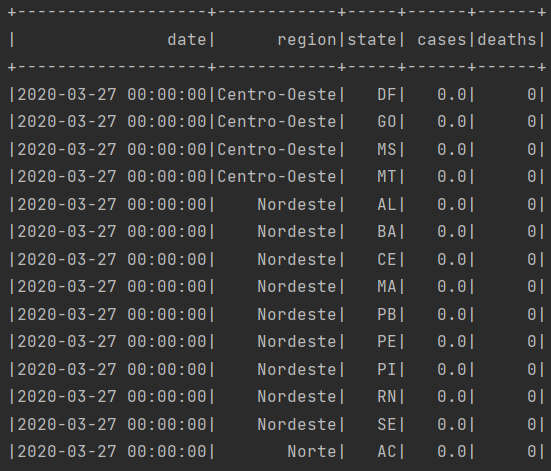 +-------------------+------------+-----+------+------+
|               date|      region|state| cases|deaths|
+-------------------+------------+-----+------+------+
|2020-03-27 00:00:00|Centro-Oeste|   DF|   0.0|     0|
|2020-03-27 00:00:00|Centro-Oeste|   GO|   0.0|     0|
|2020-03-27 00:00:00|Centro-Oeste|   MS|   0.0|     0|
|2020-03-27 00:00:00|Centro-Oeste|   MT|   0.0|     0|
|2020-03-27 00:00:00|    Nordeste|   AL|   0.0|     0|
|2020-03-27 00:00:00|    Nordeste|   BA|   0.0|     0|
|2020-03-27 00:00:00|    Nordeste|   CE|   0.0|     0|
|2020-03-27 00:00:00|    Nordeste|   MA|   0.0|     0|
|2020-03-27 00:00:00|    Nordeste|   PB|   0.0|     0|
|2020-03-27 00:00:00|    Nordeste|   PE|   0.0|     0|
|2020-03-27 00:00:00|    Nordeste|   PI|   0.0|     0|
|2020-03-27 00:00:00|    Nordeste|   RN|   0.0|     0|
|2020-03-27 00:00:00|    Nordeste|   SE|   0.0|     0|
|2020-03-27 00:00:00|       Norte|   AC|   0.0|     0|